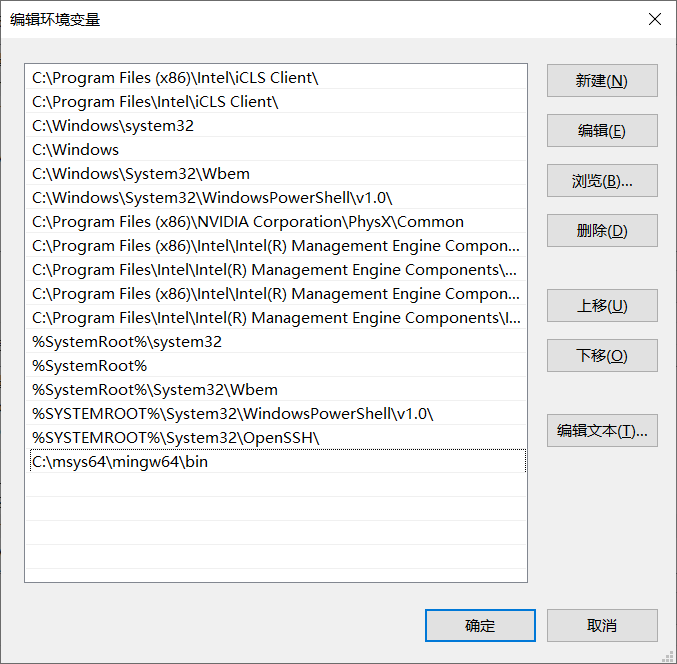 编辑环境变量
C:\Program Files (x86)\Intel\iCLS Client\
C:\Program Files\Intel\iCLS Client\
C:\Windows\system32
C:\Windows
C:\Windows\System32\Wbem
C:\Windows\System32\WindowsPowerShell\v1.0\
C:\Program Files (x86)\NVIDIA Corporation\PhysX\Common
C:\Program Files (x86)\Intel\Intel(R) Management Engine Compon...
C:\Program Files\Intel\Intel(R) Management Engine Components\...
C:\Program Files (x86)\Intel\Intel(R) Management Engine Compon...
C:\Program Files\Intel\Intel(R) Management Engine Components\I...
%SystemRoot%\system32
%SystemRoot%
%SystemRoot%\System32\Wbem
%SYSTEMROOT%\System32\WindowsPowerShell\v1.0\
%SYSTEMROOT%\System32\OpenSSH\
C:\msys64\mingw64\bin
新建(N)
编辑(E)
浏览(B)...
删除(D)
上移(U)
下移(O)
编辑文本(T)...
确定
取消